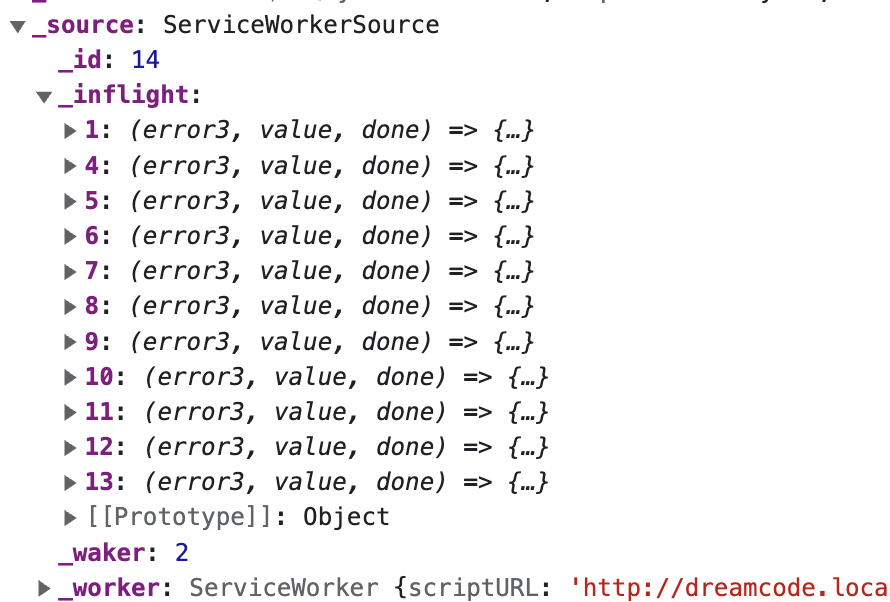 _source: ServiceWorkerSource
_id: 14
_inflight:
1: (error3, value, done) => {…}
4: (error3, value, done) => {…}
5: (error3, value, done) => {…}
6: (error3, value, done) => {…}
7: (error3, value, done) => {…}
8: (error3, value, done) => {…}
9: (error3, value, done) => {…}
10: (error3, value, done) => {…}
11: (error3, value, done) => {…}
12: (error3, value, done) => {…}
13: (error3, value, done) => {…}
[[Prototype]]: Object
_waker: 2
_worker: ServiceWorker {scriptURL: 'http://dreamcode.loca